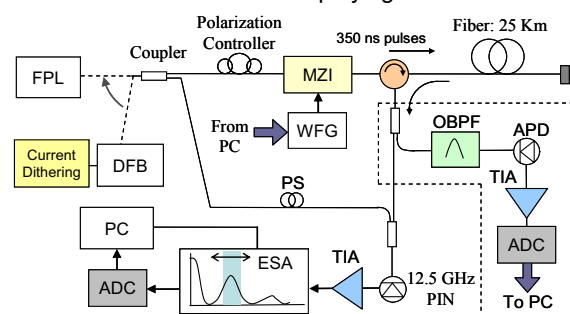 Polarization
Controller
Fiber: 25 Km
Coupler
350 ns pulses
FPL
MZI
From
PC
WFG
OBPF
APD
Current
Dithering
DFB
TIA
PS
PC
ESA
TIA
ADC
ADC
12.5 GHz
PIN
To PC